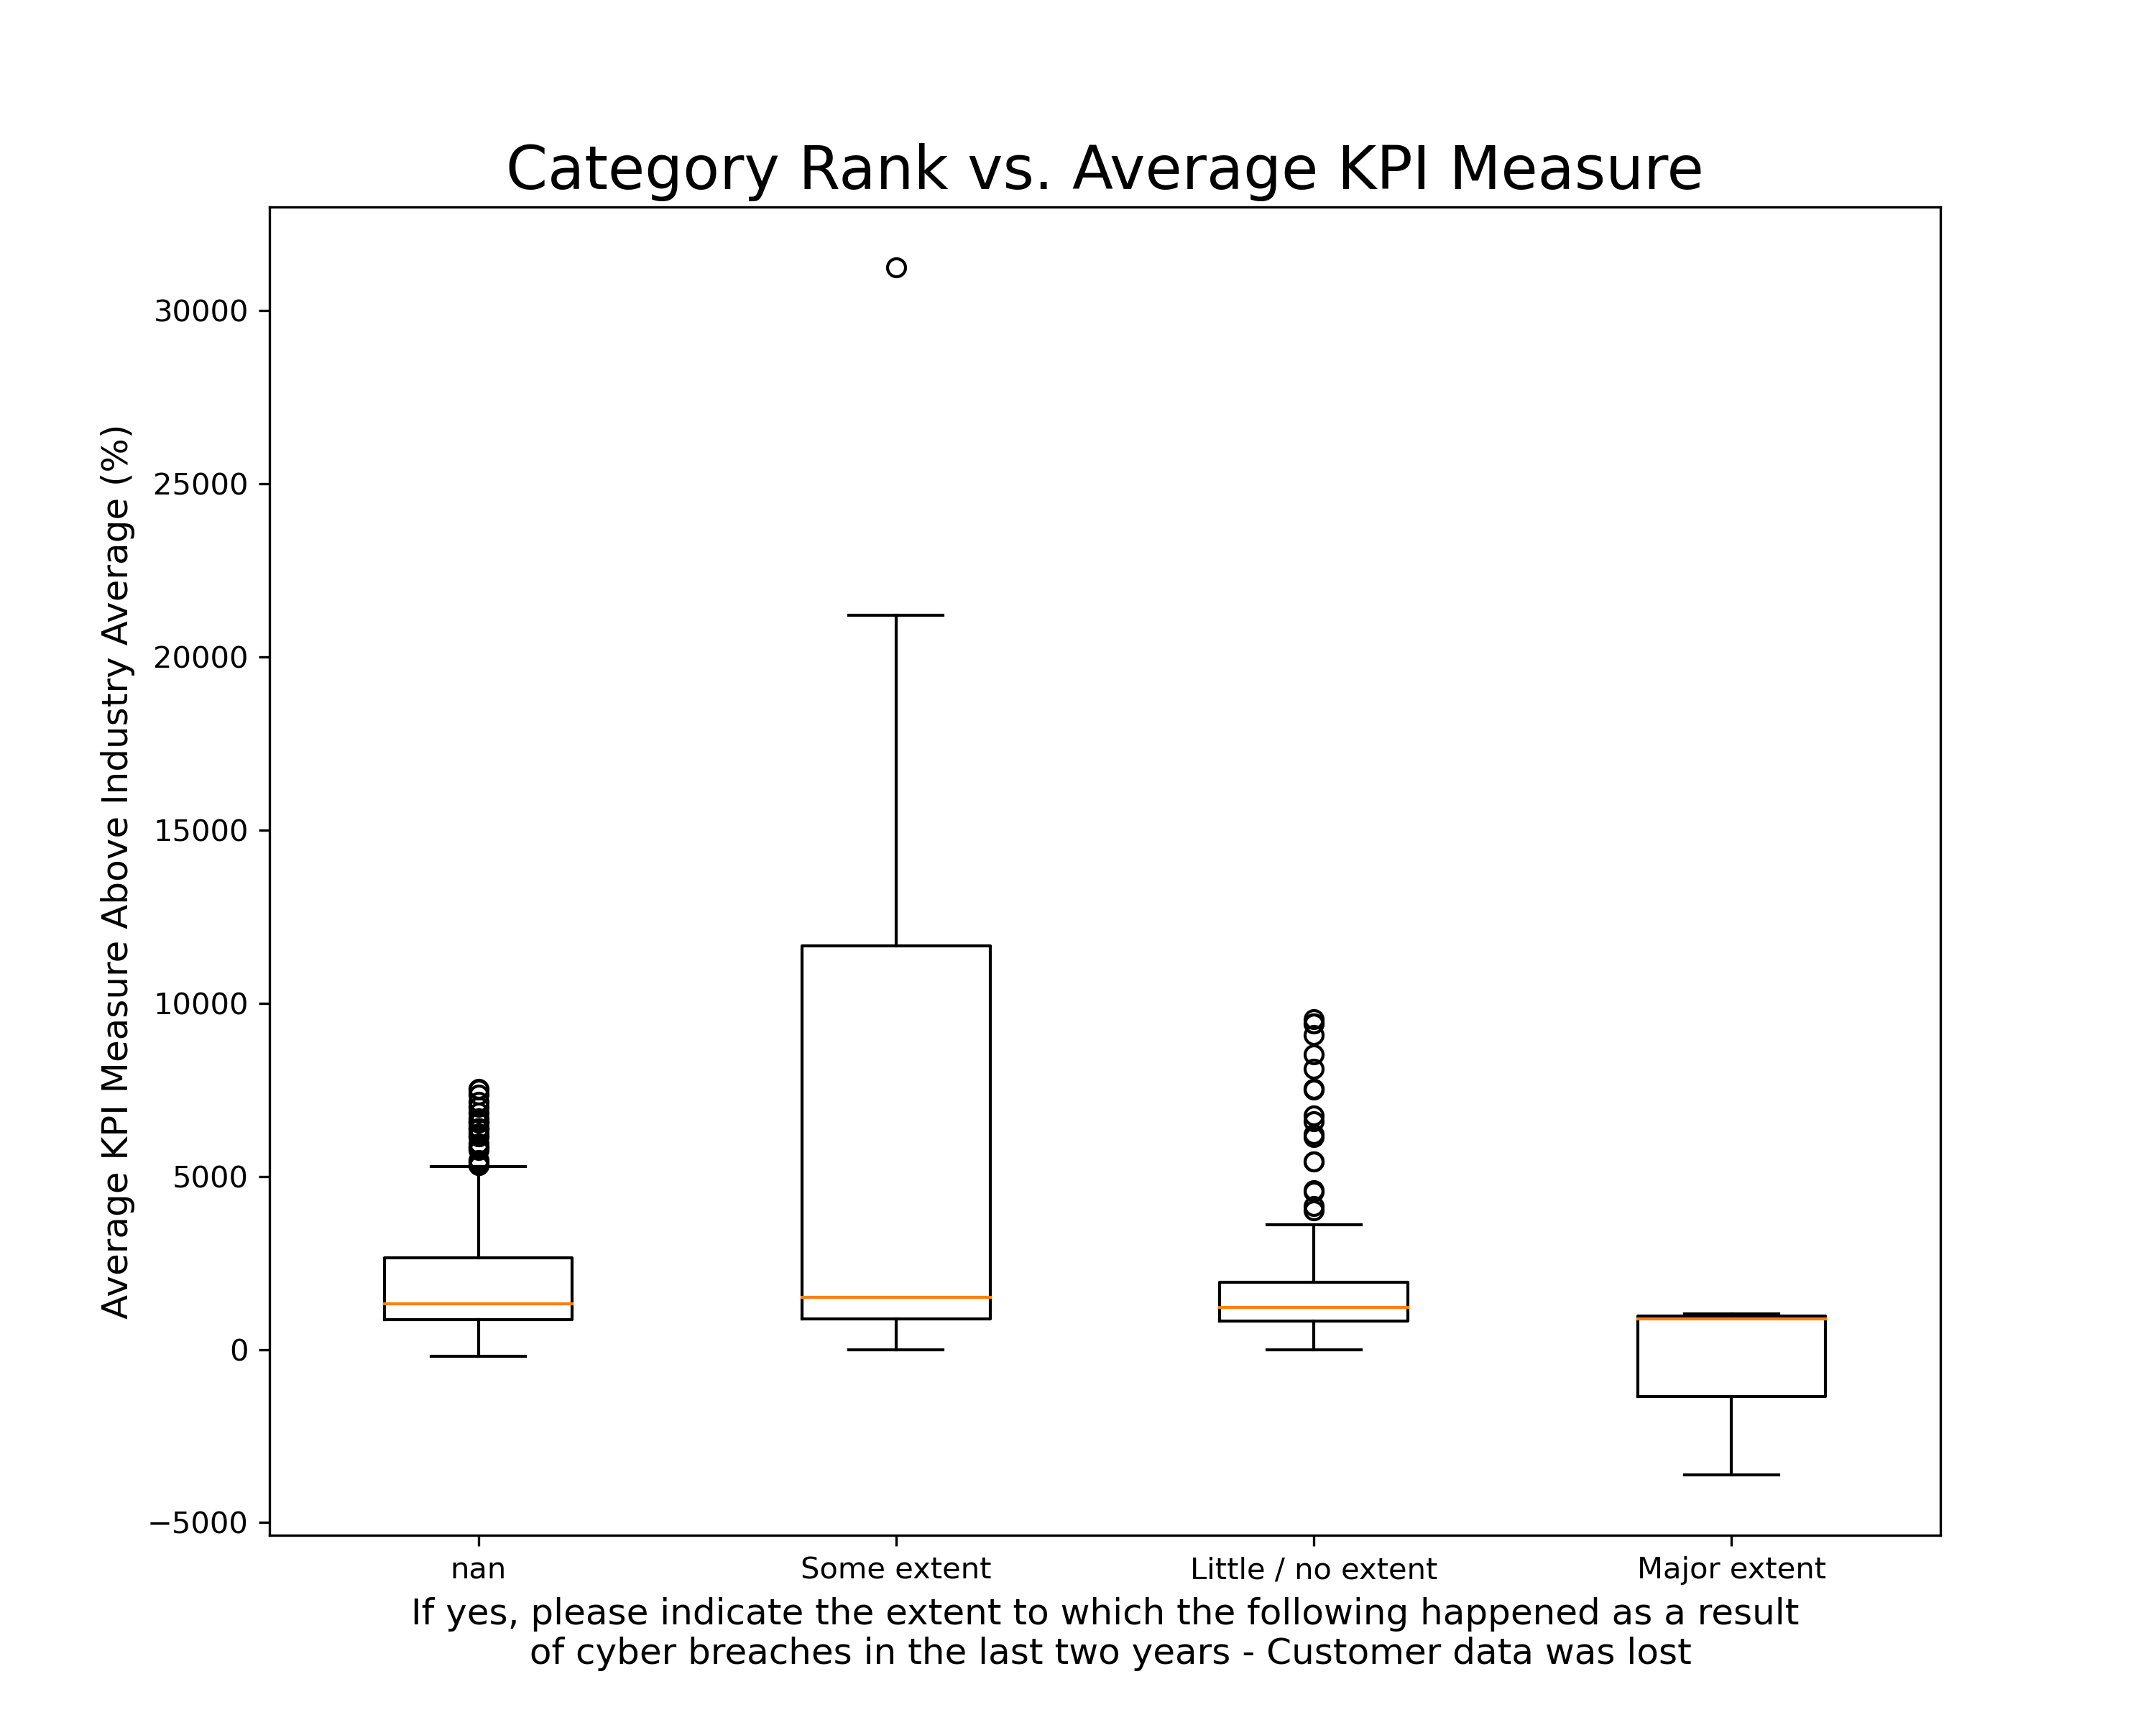 Category Rank vs. Average KPI Measure
Average KPI Measure Above Industry Average (%)
30000
25000
20000
15000
10000
5000
0
−5000
nan
Some extent
Little / no extent
Major extent
If yes, please indicate the extent to which the following happened as a result
of cyber breaches in the last two years - Customer data was lost